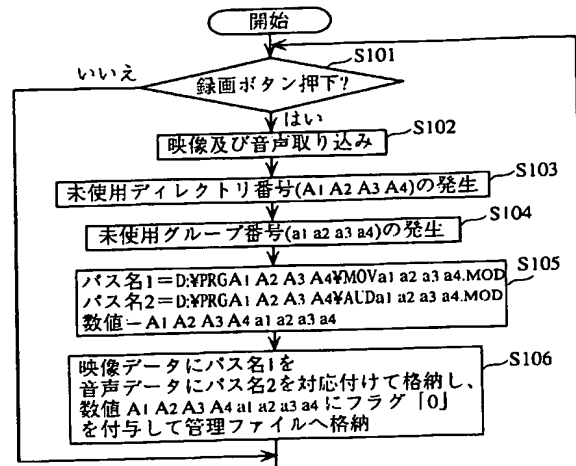 開始
S101
いいえ
録画ボタン押下?
はい
S102
映像及び音声取り込み
S103
未使用ディレクトリ番号(A1 A2 A3 A4)の発生
S104
未使用グループ番号(a1 a2 a3 a4)の発生
S105
パス名1=D:¥PRGA1 A2 A3 A4¥MOVa1 a2 a3 a4.MOD
パス名2=D:¥PRGA1 A2 A3 A4¥AUDa1 a2 a3 a4.MOD
数値−A1 A2 A3 A4 a1 a2 a3 a4
S106
映像データにパス名1を
音声データにパス名2を対応付けて格納し、
数値 A1 A2 A3 A4 a1 a2 a3 a4 にフラグ「0」
を付与して管理ファイルへ格納